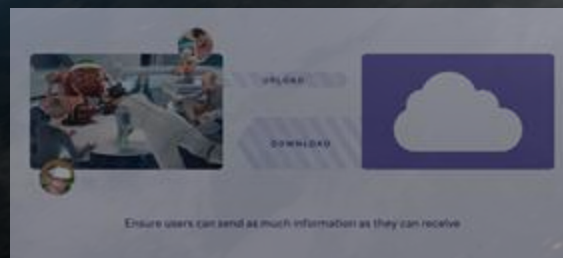 UPLOAD
DOWNLOAD
Ensure users can send as much information as they can receive